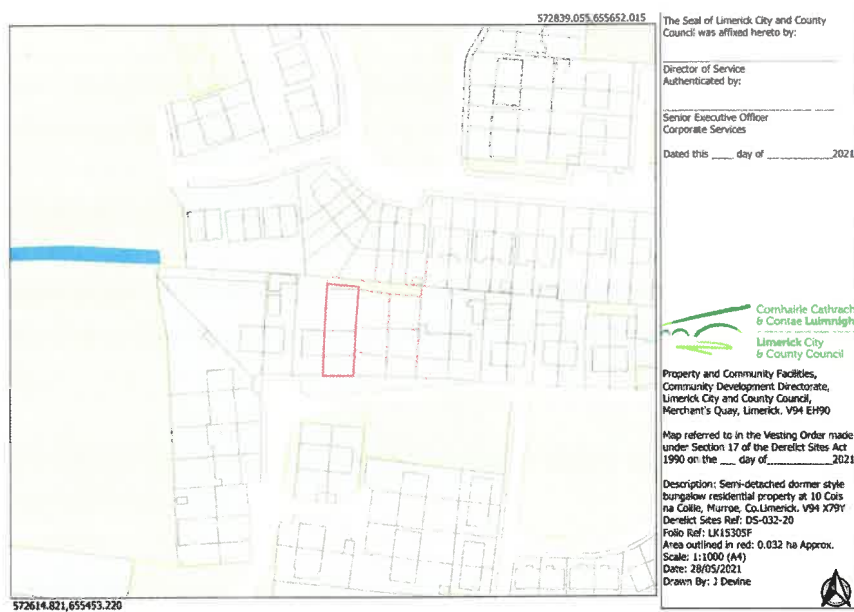 572839.055,655652.015
The Seal of Limerick City and County
Council was affixed hereto by:
Director of Service
Authenticated by:
Senior Executive Officer
Corporate Services
Dated this ____ day of ___________2021
Comhairle Cathrach
& Contae Luimnigh
Limerick City
& County Council
Property and Community Facilities,
Community Development Directorate,
Limerick City and County Council,
Merchant's Quay, Limerick. V94 EH90
Map referred to in the Vesting Order made
under Section 17 of the Derelict Sites Act
1990 on the ___ day of___________2021
Description: Semi-detached dormer style
bungalow residential property at 10 Cois
na Coille, Murroe, Co.Limerick. V94 X79Y
Derelict Sites Ref: DS-032-20
Folio Ref: LK15305F
Area outlined in red: 0.032 ha Approx.
Scale: 1:1000 (A4)
Date: 28/05/2021
Drawn By: J Devine
572614.821,655453.220